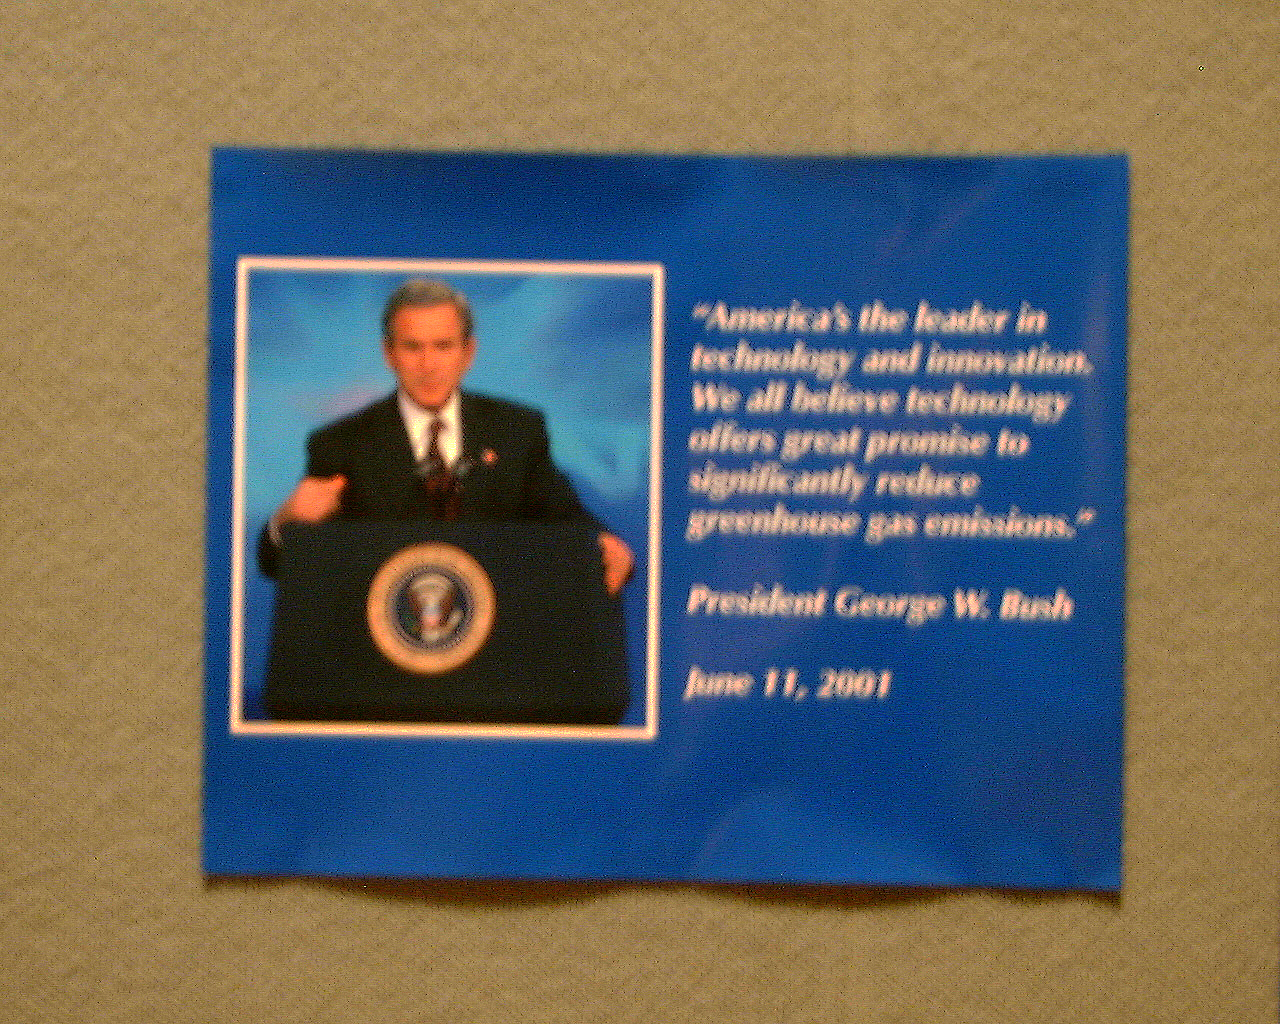 "America's the leader in
technology and innovation.
We all believe technology
offers great promise to
significantly reduce
greenhouse gas emissions."
President George W. Bush
June 11, 2001